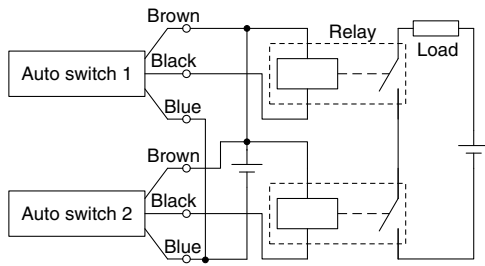 Brown
Relay
Auto switch 1
Black
Load
Blue
Brown
Auto switch 2
Black
Blue